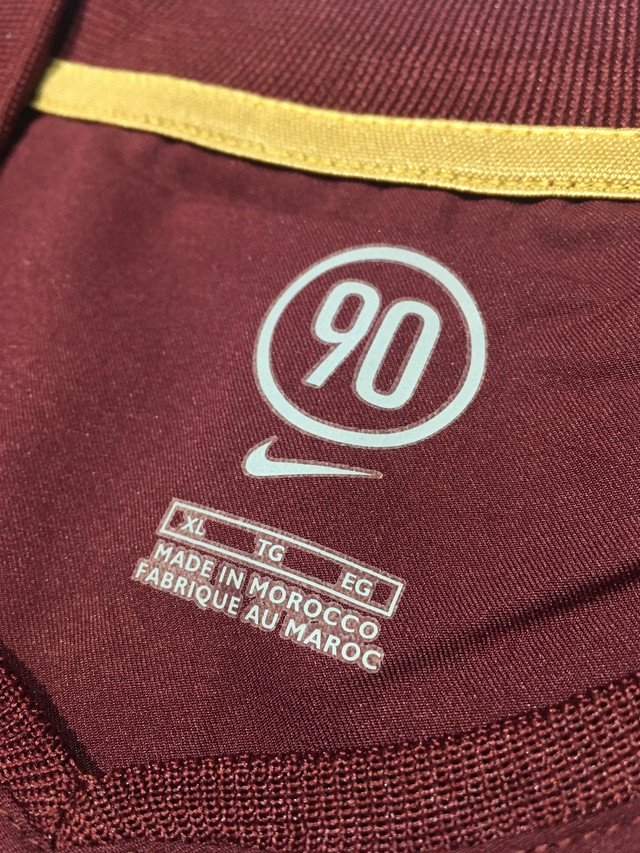 90
XL TG EG
MADE IN MOROCCO
FABRIQUE AU MAROC